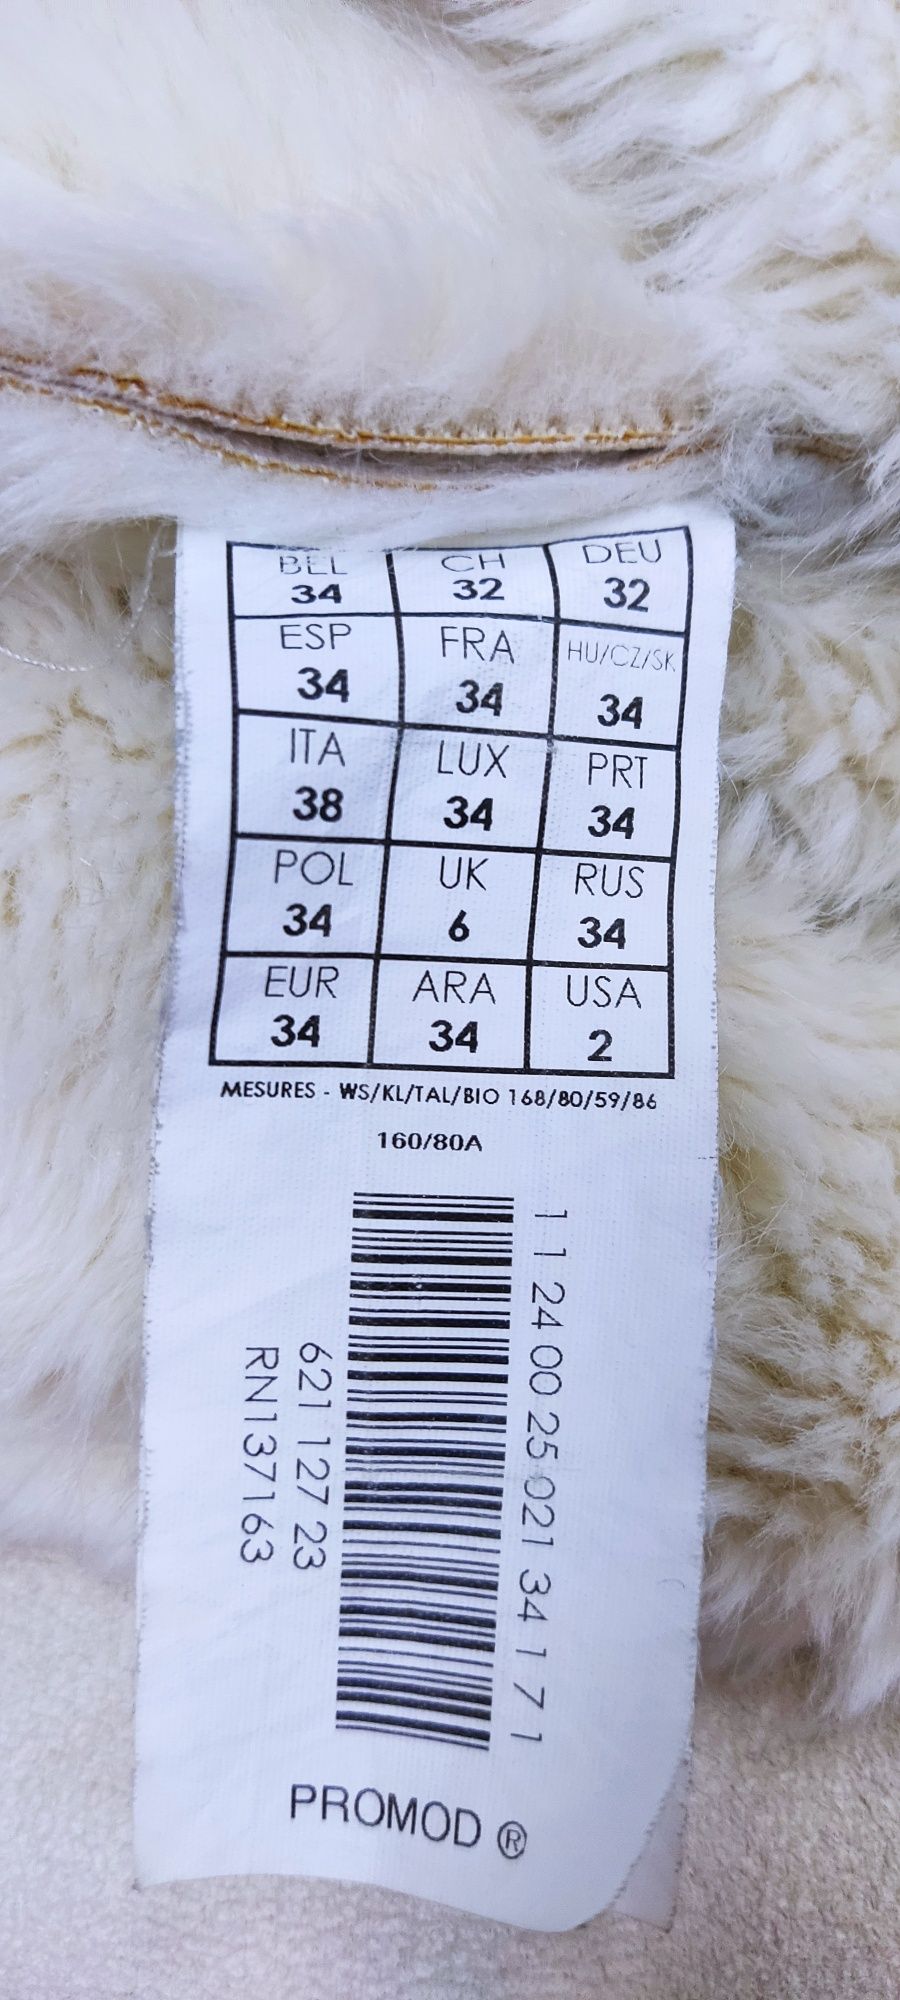 BEL CH DEU
34 32 32
ESP FRA HU/CZ/SK
34 34 34
ITA LUX PRT
38 34 34
POL UK RUS
34 6 34
EUR ARA USA
34 34 2
MESURES - WS/KL/TAL/BIO 168/80/59/86
160/80A
1 1 24 00 25 021 34 1 7 1
621 127 23
RN137163
PROMOD ®